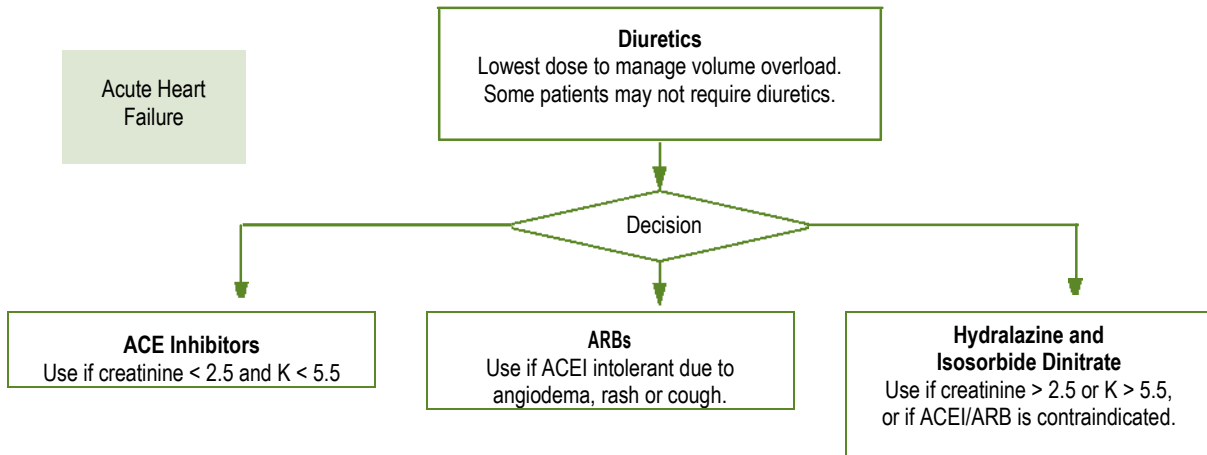 Diuretics
Lowest dose to manage volume overload.
Some patients may not require diuretics.
Acute Heart
Failure
Decision
ACE Inhibitors
Use if creatinine < 2.5 and K < 5.5
ARBs
Use if ACEI intolerant due to
angiodema, rash or cough.
Hydralazine and
Isosorbide Dinitrate
Use if creatinine > 2.5 or K > 5.5,
or if ACEI/ARB is contraindicated.